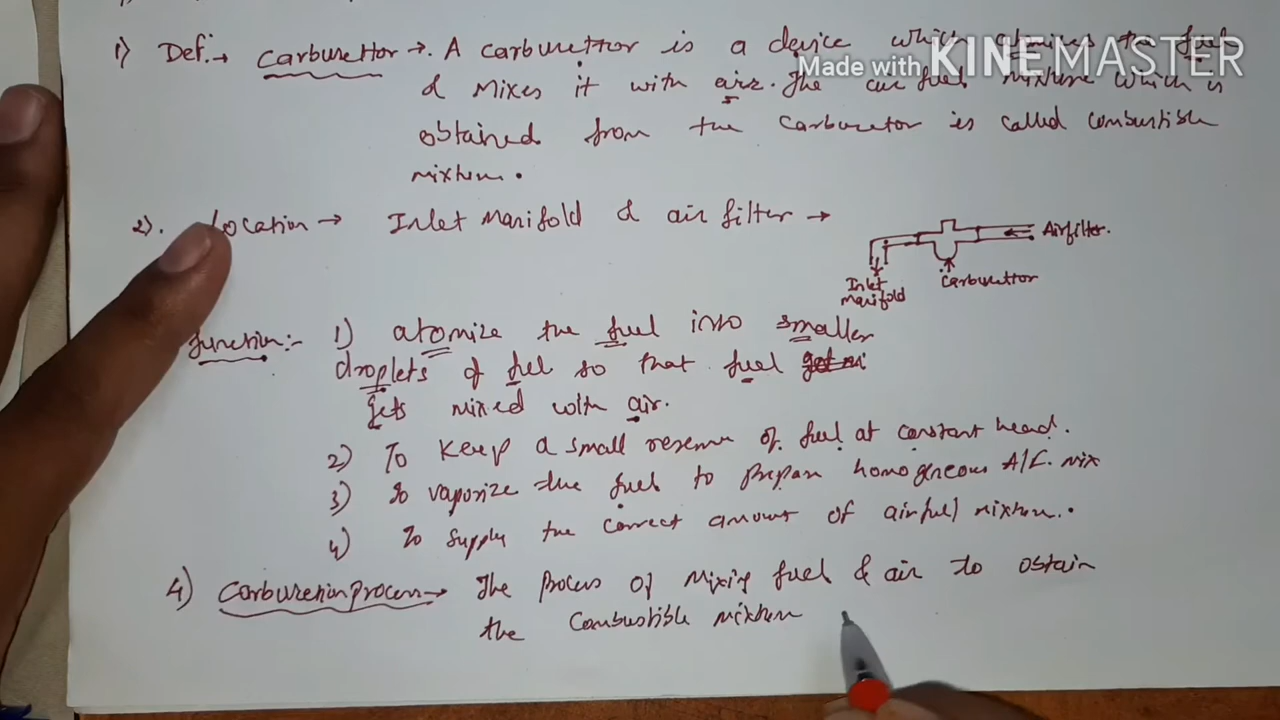 1) Def:→ Carburettor →. A carburettor is a device which atomizes the fuel
& mixes it with air. The air fuel mixture which is
obtained from the carburetor is called combustible
mixture.
2). Location → Inlet Manifold & air filter →
Airfilter.
Inlet manifold
Carburettor
function:- 1) atomize the fuel into smaller
droplets of fuel so that fuel
gets mixed with air.
2) To keep a small reserve of fuel at constant head.
3) To vaporize the fuel to prepare homogneous A/F. mix
4) To supply the correct amount of airfuel mixture..
4) Carburetion process → The process of Mixing fuel & air to obtain
the Combustible mixture
Made with KINEMASTER